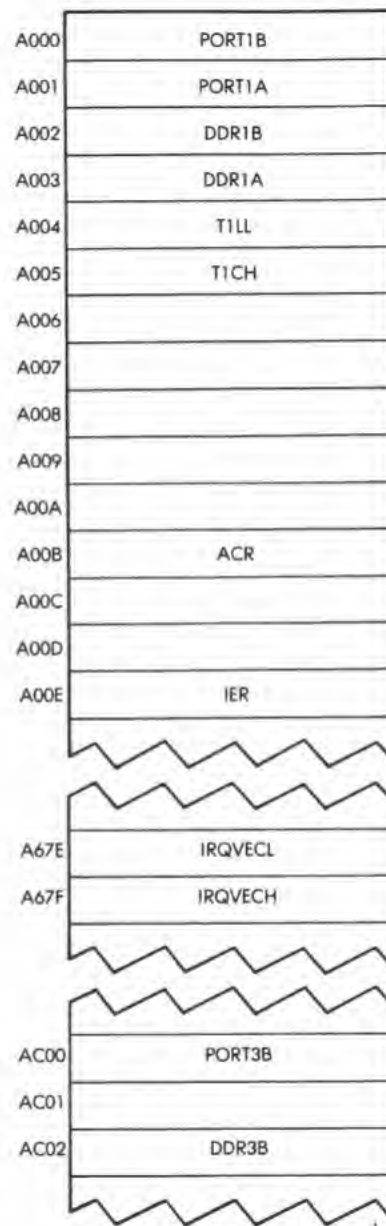 A000 PORT1B
A001 PORT1A
A002 DDR1B
A003 DDR1A
A004 T1LL
A005 T1CH
A006
A007
A008
A009
A00A
A00B ACR
A00C
A00D
A00E IER
A67E IRQVECL
A67F IRQVECH
AC00 PORT3B
AC01
AC02 DDR3B